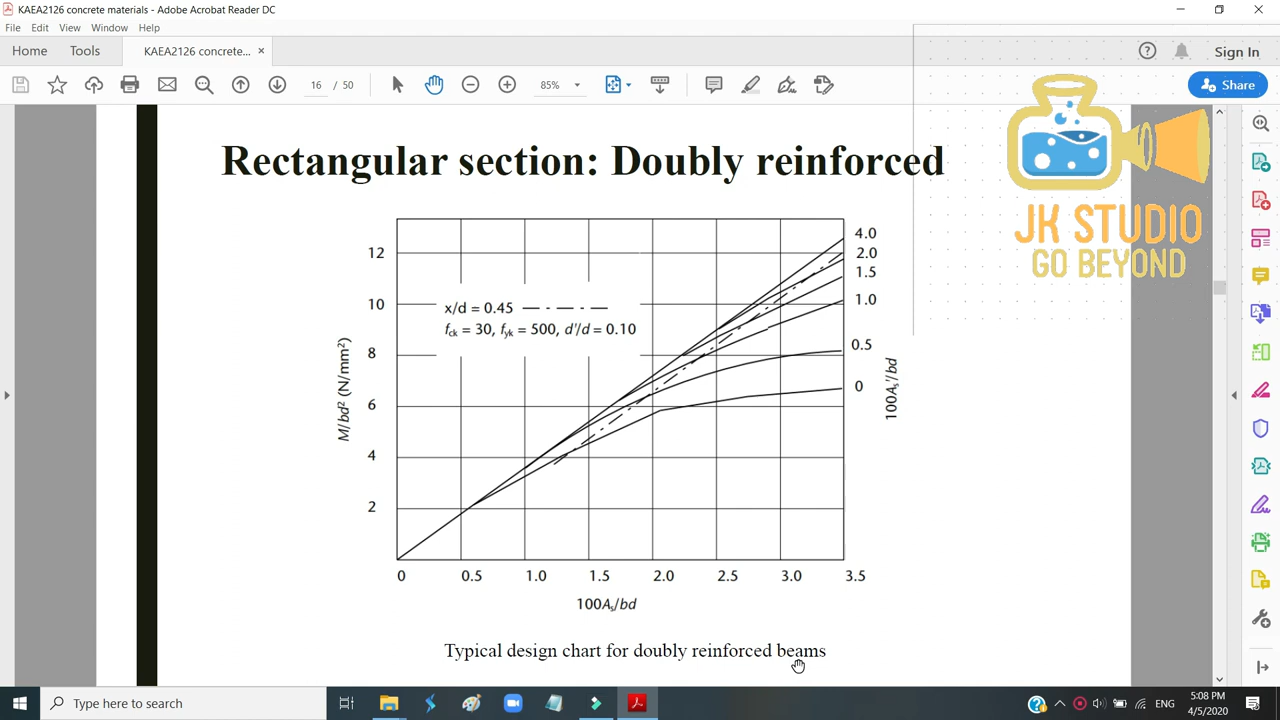 KAEA2126 concrete materials - Adobe Acrobat Reader DC
File Edit View Window Help
Home Tools KAEA2126 concrete... × Sign In
16 / 50 85% Share
Rectangular section: Doubly reinforced
JK STUDIO
GO BEYOND
4.0
12 2.0
1.5
10 1.0
x/d = 0.45
fck = 30, fyk = 500, d'/d = 0.10
8 0.5
6 0
4
2
M/bd² (N/mm²)
100As'/bd
0 0.5 1.0 1.5 2.0 2.5 3.0 3.5
100As/bd
Typical design chart for doubly reinforced beams
Type here to search
ENG
5:08 PM
4/5/2020